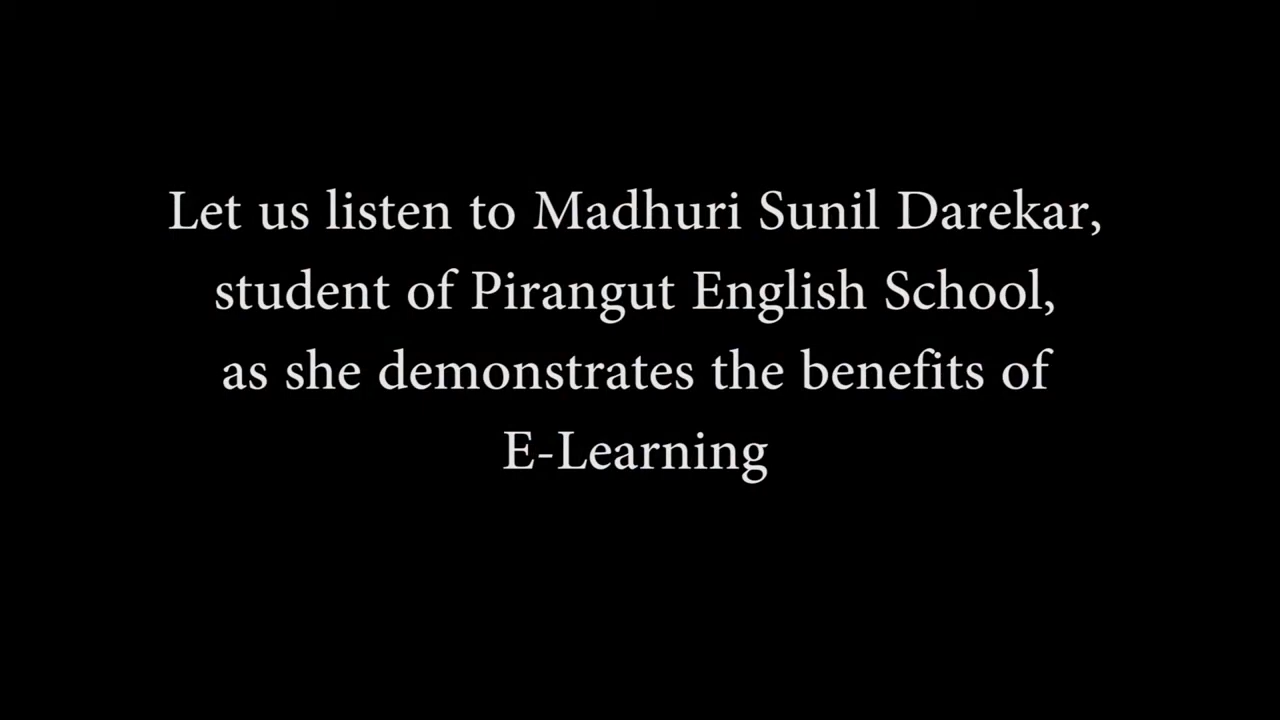 Let us listen to Madhuri Sunil Darekar,
student of Pirangut English School,
as she demonstrates the benefits of
E-Learning